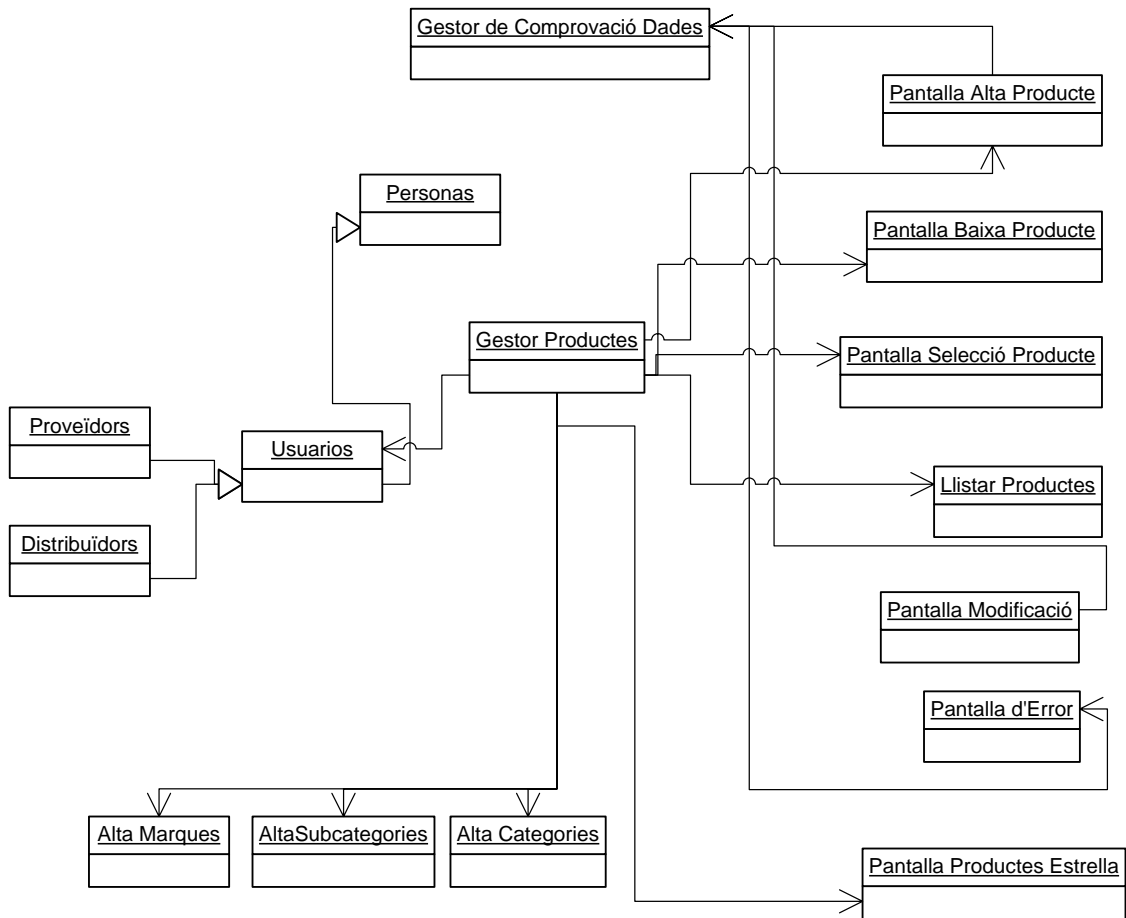 Gestor de Comprovació Dades
Pantalla Alta Producte
Personas
Pantalla Baixa Producte
Gestor Productes
Pantalla Selecció Producte
Proveïdors
Usuarios
Llistar Productes
Distribuïdors
Pantalla Modificació
Pantalla d'Error
Alta Marques
AltaSubcategories
Alta Categories
Pantalla Productes Estrella